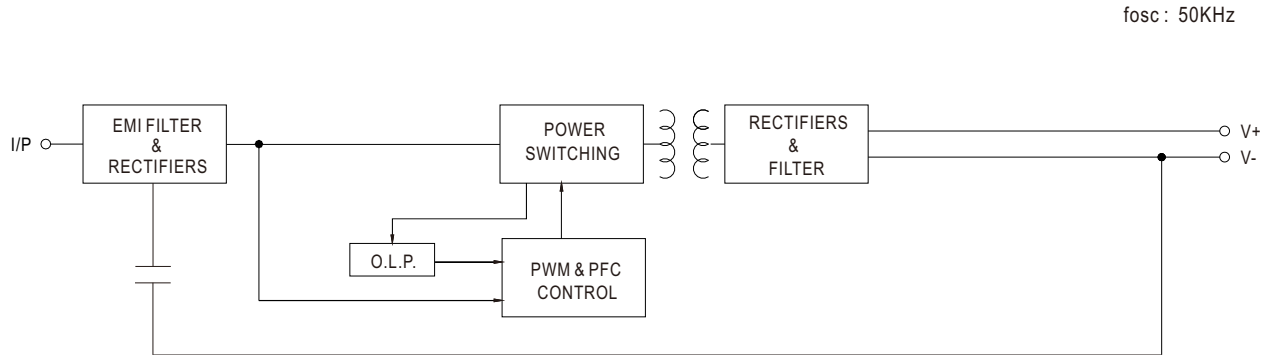 fosc : 50KHz
I/P
EMI FILTER
&
RECTIFIERS
POWER
SWITCHING
RECTIFIERS
&
FILTER
V+
V-
O.L.P.
PWM & PFC
CONTROL